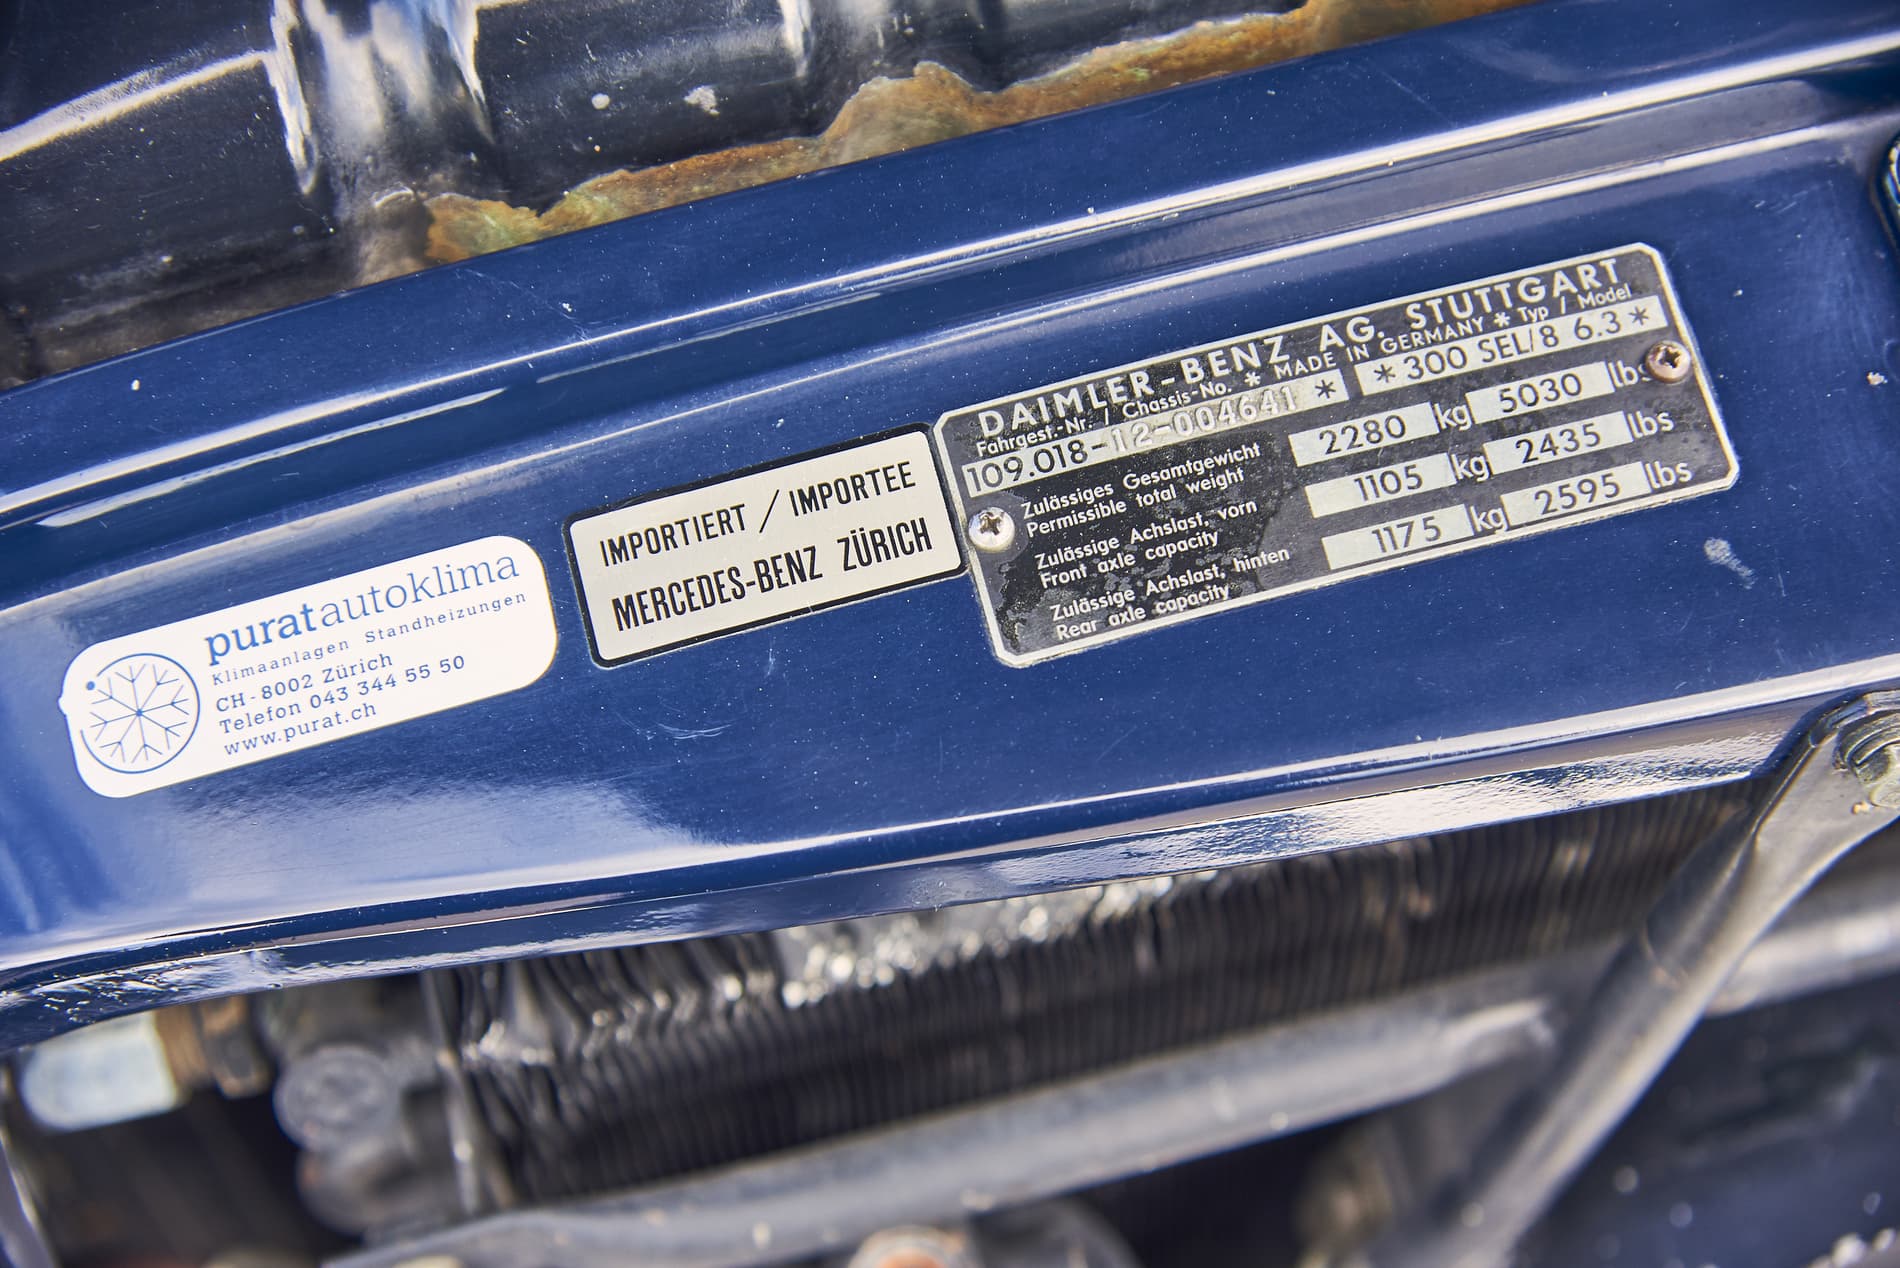 DAIMLER-BENZ AG. STUTTGART
Fahrgest.-Nr. / Chassis-No. * MADE IN GERMANY * Typ / Model
109.018-12-004641 * * 300 SEL/8 6.3 *
Zulässiges Gesamtgewicht
Permissible total weight
2280 kg 5030 lbs
Zulässige Achslast, vorn
Front axle capacity
1105 kg 2435 lbs
Zulässige Achslast, hinten
Rear axle capacity
1175 kg 2595 lbs
IMPORTIERT / IMPORTEE
MERCEDES-BENZ ZÜRICH
puratautoklima
Klimaanlagen Standheizungen
CH-8002 Zürich
Telefon 043 344 55 50
www.purat.ch